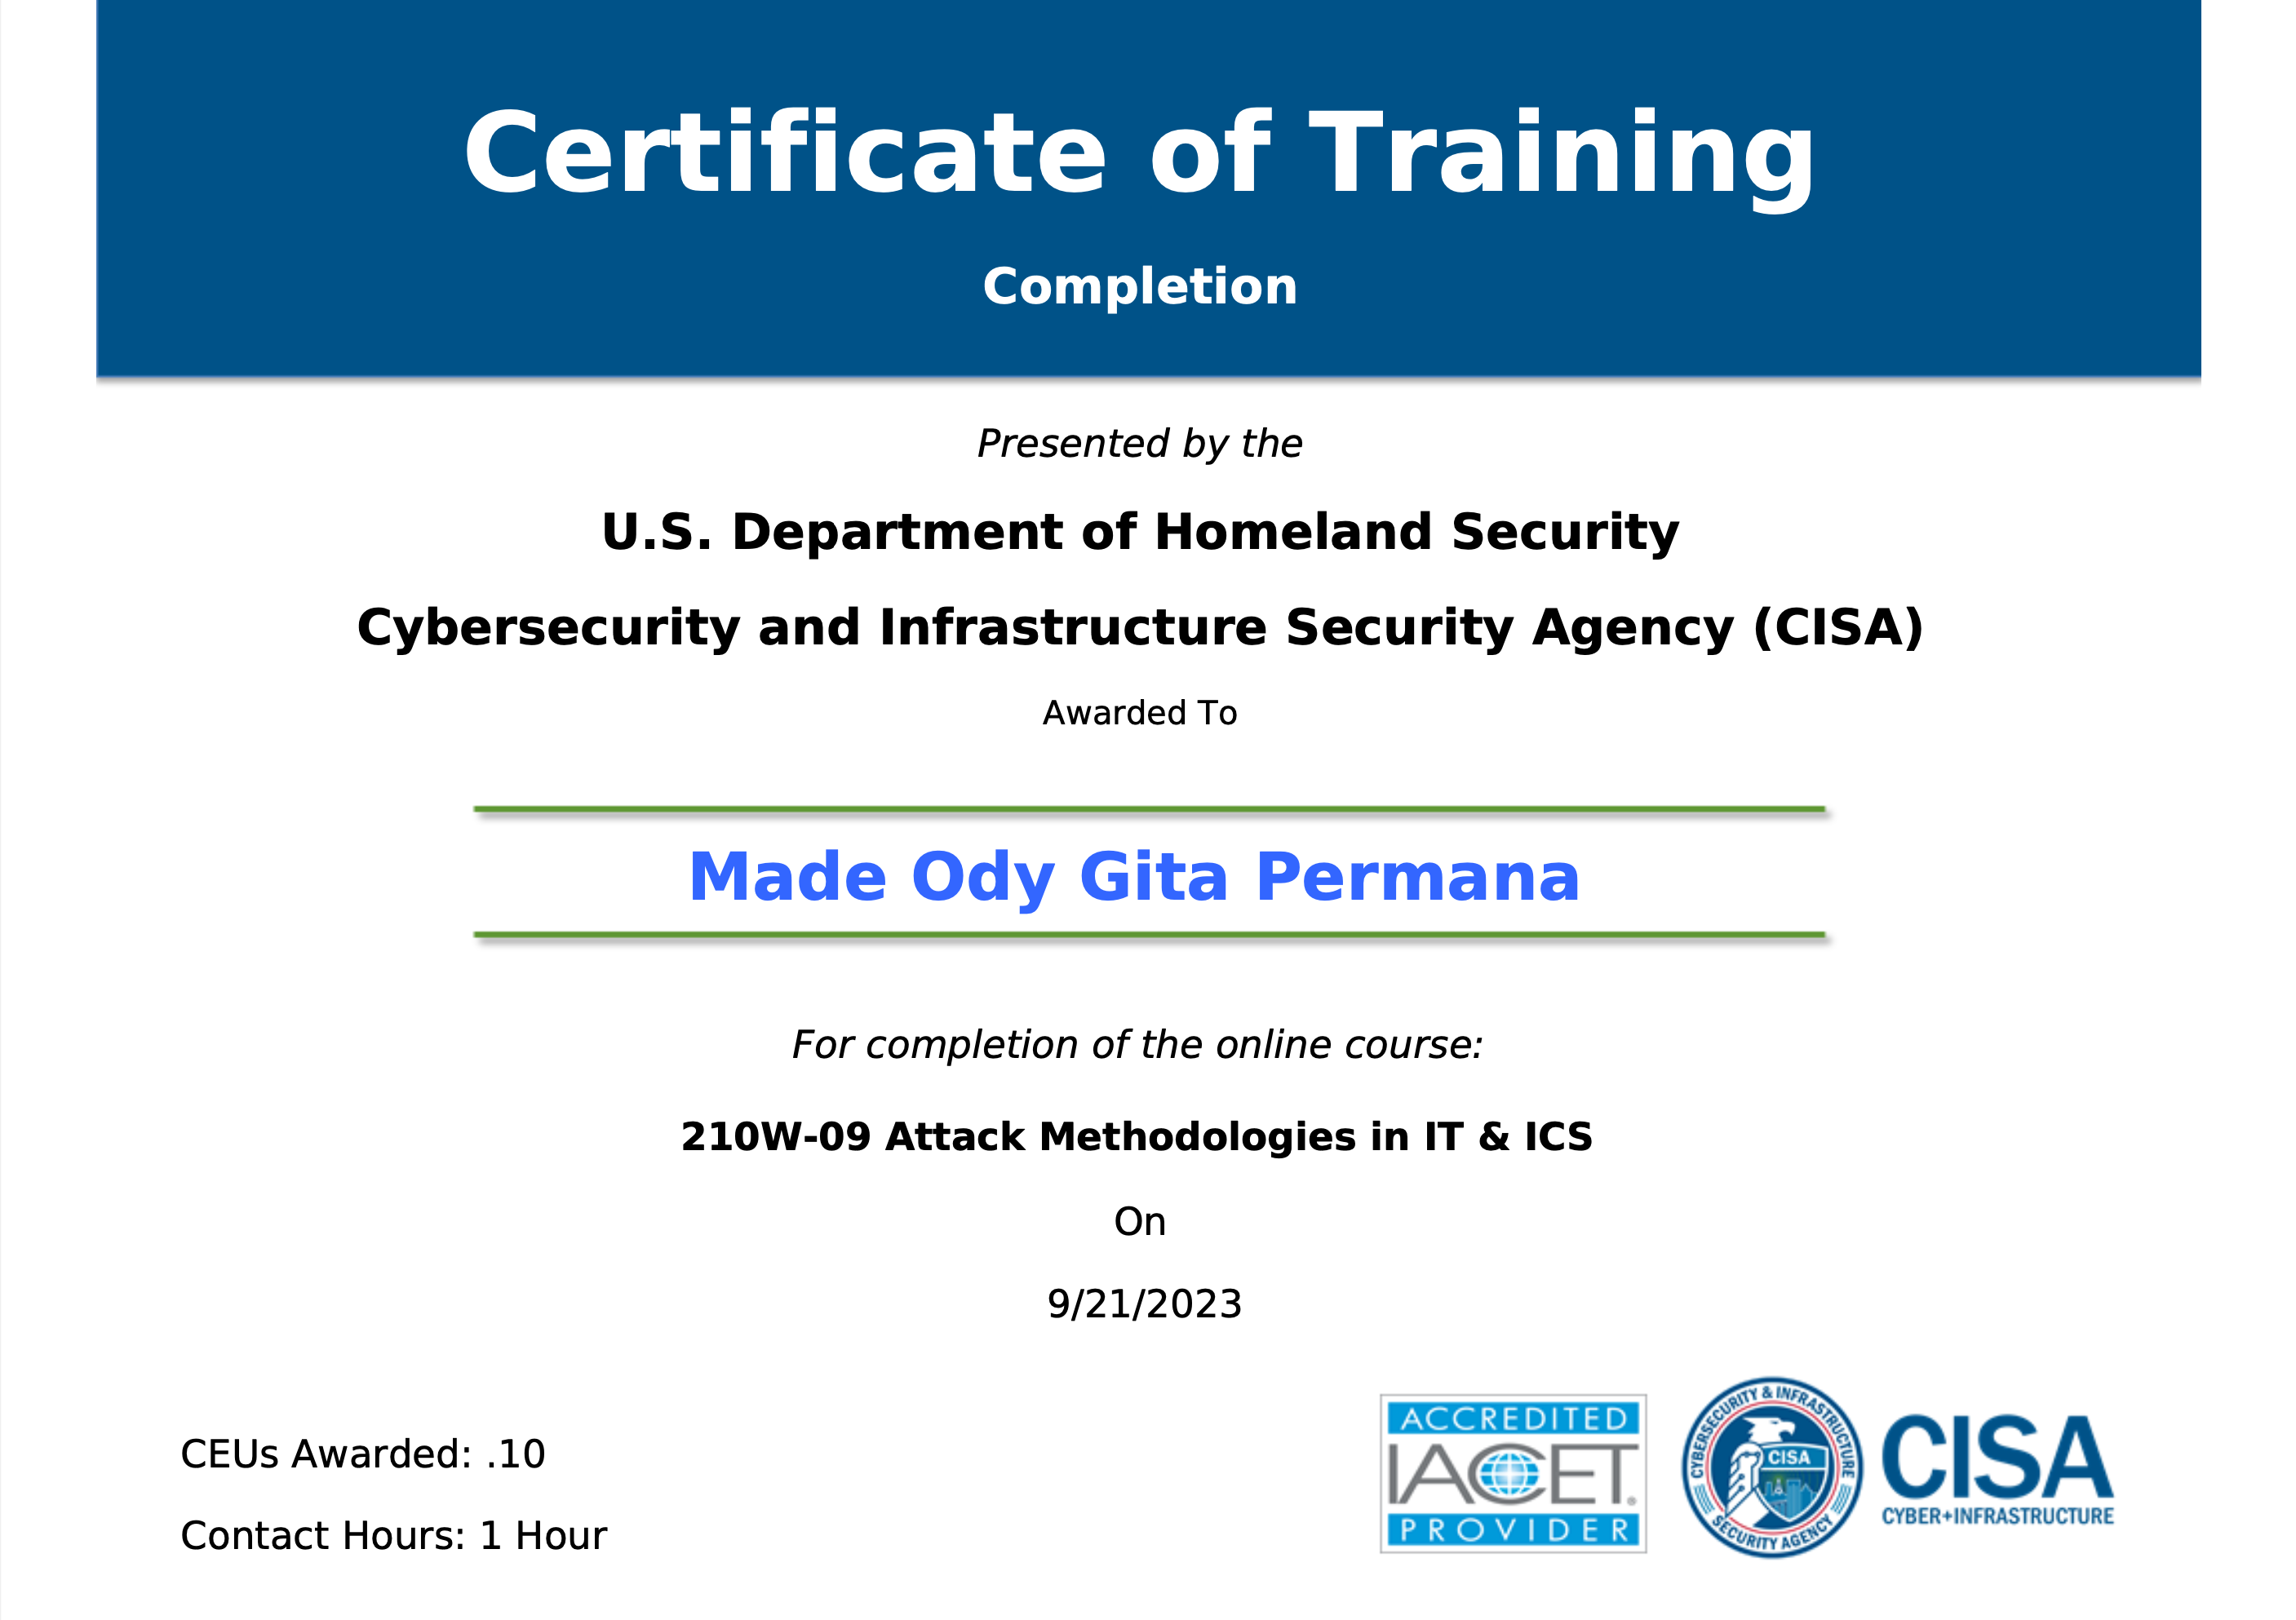 Certificate of Training
Completion
Presented by the
U.S. Department of Homeland Security
Cybersecurity and Infrastructure Security Agency (CISA)
Awarded To
Made Ody Gita Permana
For completion of the online course:
210W-09 Attack Methodologies in IT & ICS
On
9/21/2023
CEUs Awarded: .10
Contact Hours: 1 Hour
ACCREDITED
IACET®
PROVIDER
CYBERSECURITY & INFRASTRUCTURE
CISA
SECURITY AGENCY
CISA
CYBER+INFRASTRUCTURE